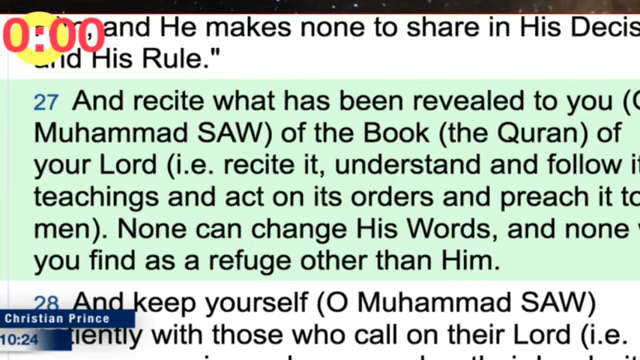 0:00
and He makes none to share in His
and His Rule."
27 And recite what has been revealed to you
Muhammad SAW) of the Book (the Quran) of
your Lord (i.e. recite it, understand and follow
teachings and act on its orders and preach it to
men). None can change His Words, and none
you find as a refuge other than Him.
28 And keep yourself (O Muhammad SAW)
Christian Prince
with those who call on their Lord (i.e.
10:24